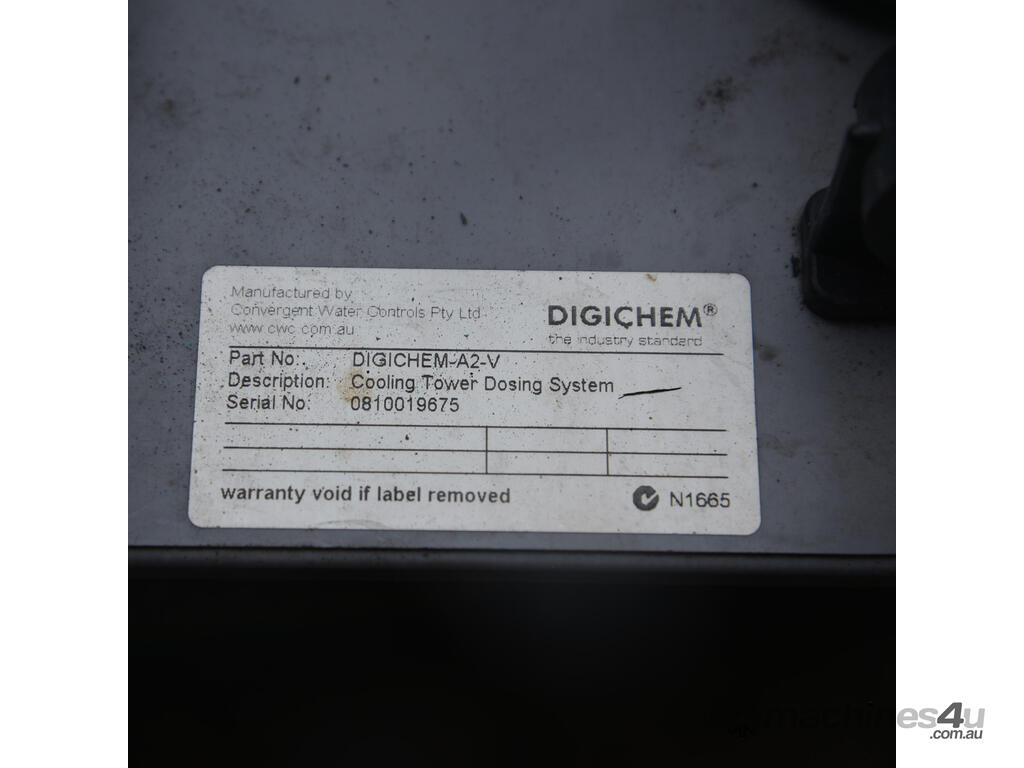 Manufactured by
Convergent Water Controls Pty Ltd
www.cwc.com.au
DIGICHEM®
the industry standard
Part No: DIGICHEM-A2-V
Description: Cooling Tower Dosing System
Serial No: 0810019675
warranty void if label removed
N1665
machines4u
.com.au